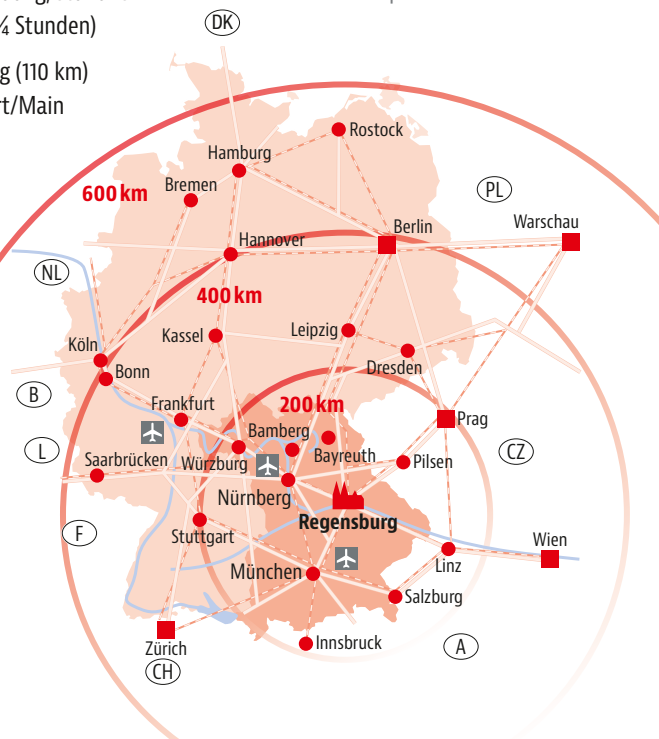 ¼ Stunden)
g (110 km)
rt/Main
DK
Rostock
Hamburg
Bremen
600 km
PL
Berlin
Warschau
Hannover
NL
400 km
Kassel
Leipzig
Köln
Bonn
Dresden
B
Frankfurt
200 km
Bamberg
Prag
L
Saarbrücken
Würzburg
Bayreuth
Pilsen
CZ
Nürnberg
Regensburg
F
Stuttgart
Wien
München
Linz
Salzburg
Zürich
Innsbruck
A
CH